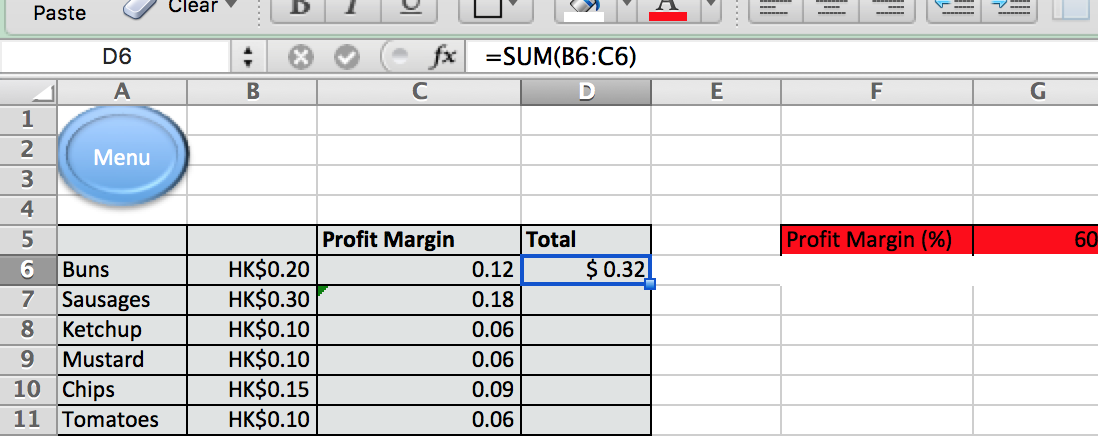 Paste Clear B I U A
D6 fx =SUM(B6:C6)
A B C D E F G
1
Menu
2
3
4
5 Profit Margin Total Profit Margin (%) 60
6 Buns HK$0.20 0.12 $ 0.32
7 Sausages HK$0.30 0.18
8 Ketchup HK$0.10 0.06
9 Mustard HK$0.10 0.06
10 Chips HK$0.15 0.09
11 Tomatoes HK$0.10 0.06